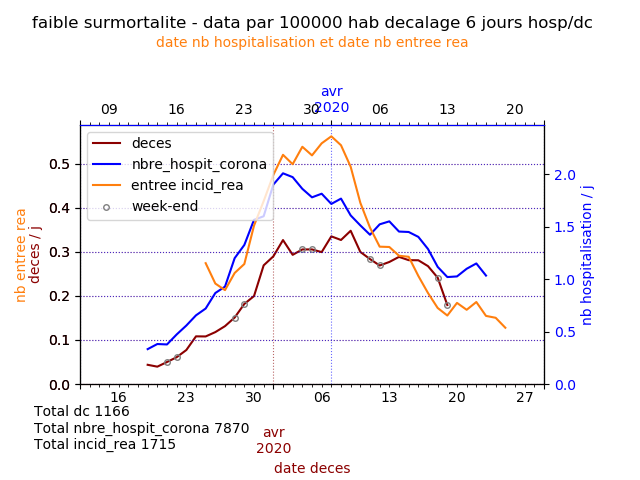 faible surmortalite - data par 100000 hab decalage 6 jours hosp/dc
date nb hospitalisation et date nb entree rea
avr
2020
09 16 23 30 06 13 20
deces
nbre_hospit_corona
entree incid_rea
week-end
nb entree rea
deces / j
0.5
0.4
0.3
0.2
0.1
0.0
2.0
1.5
1.0
0.5
0.0
nb hospitalisation / j
16 23 30 06 13 20 27
avr
2020
date deces
Total dc 1166
Total nbre_hospit_corona 7870
Total incid_rea 1715